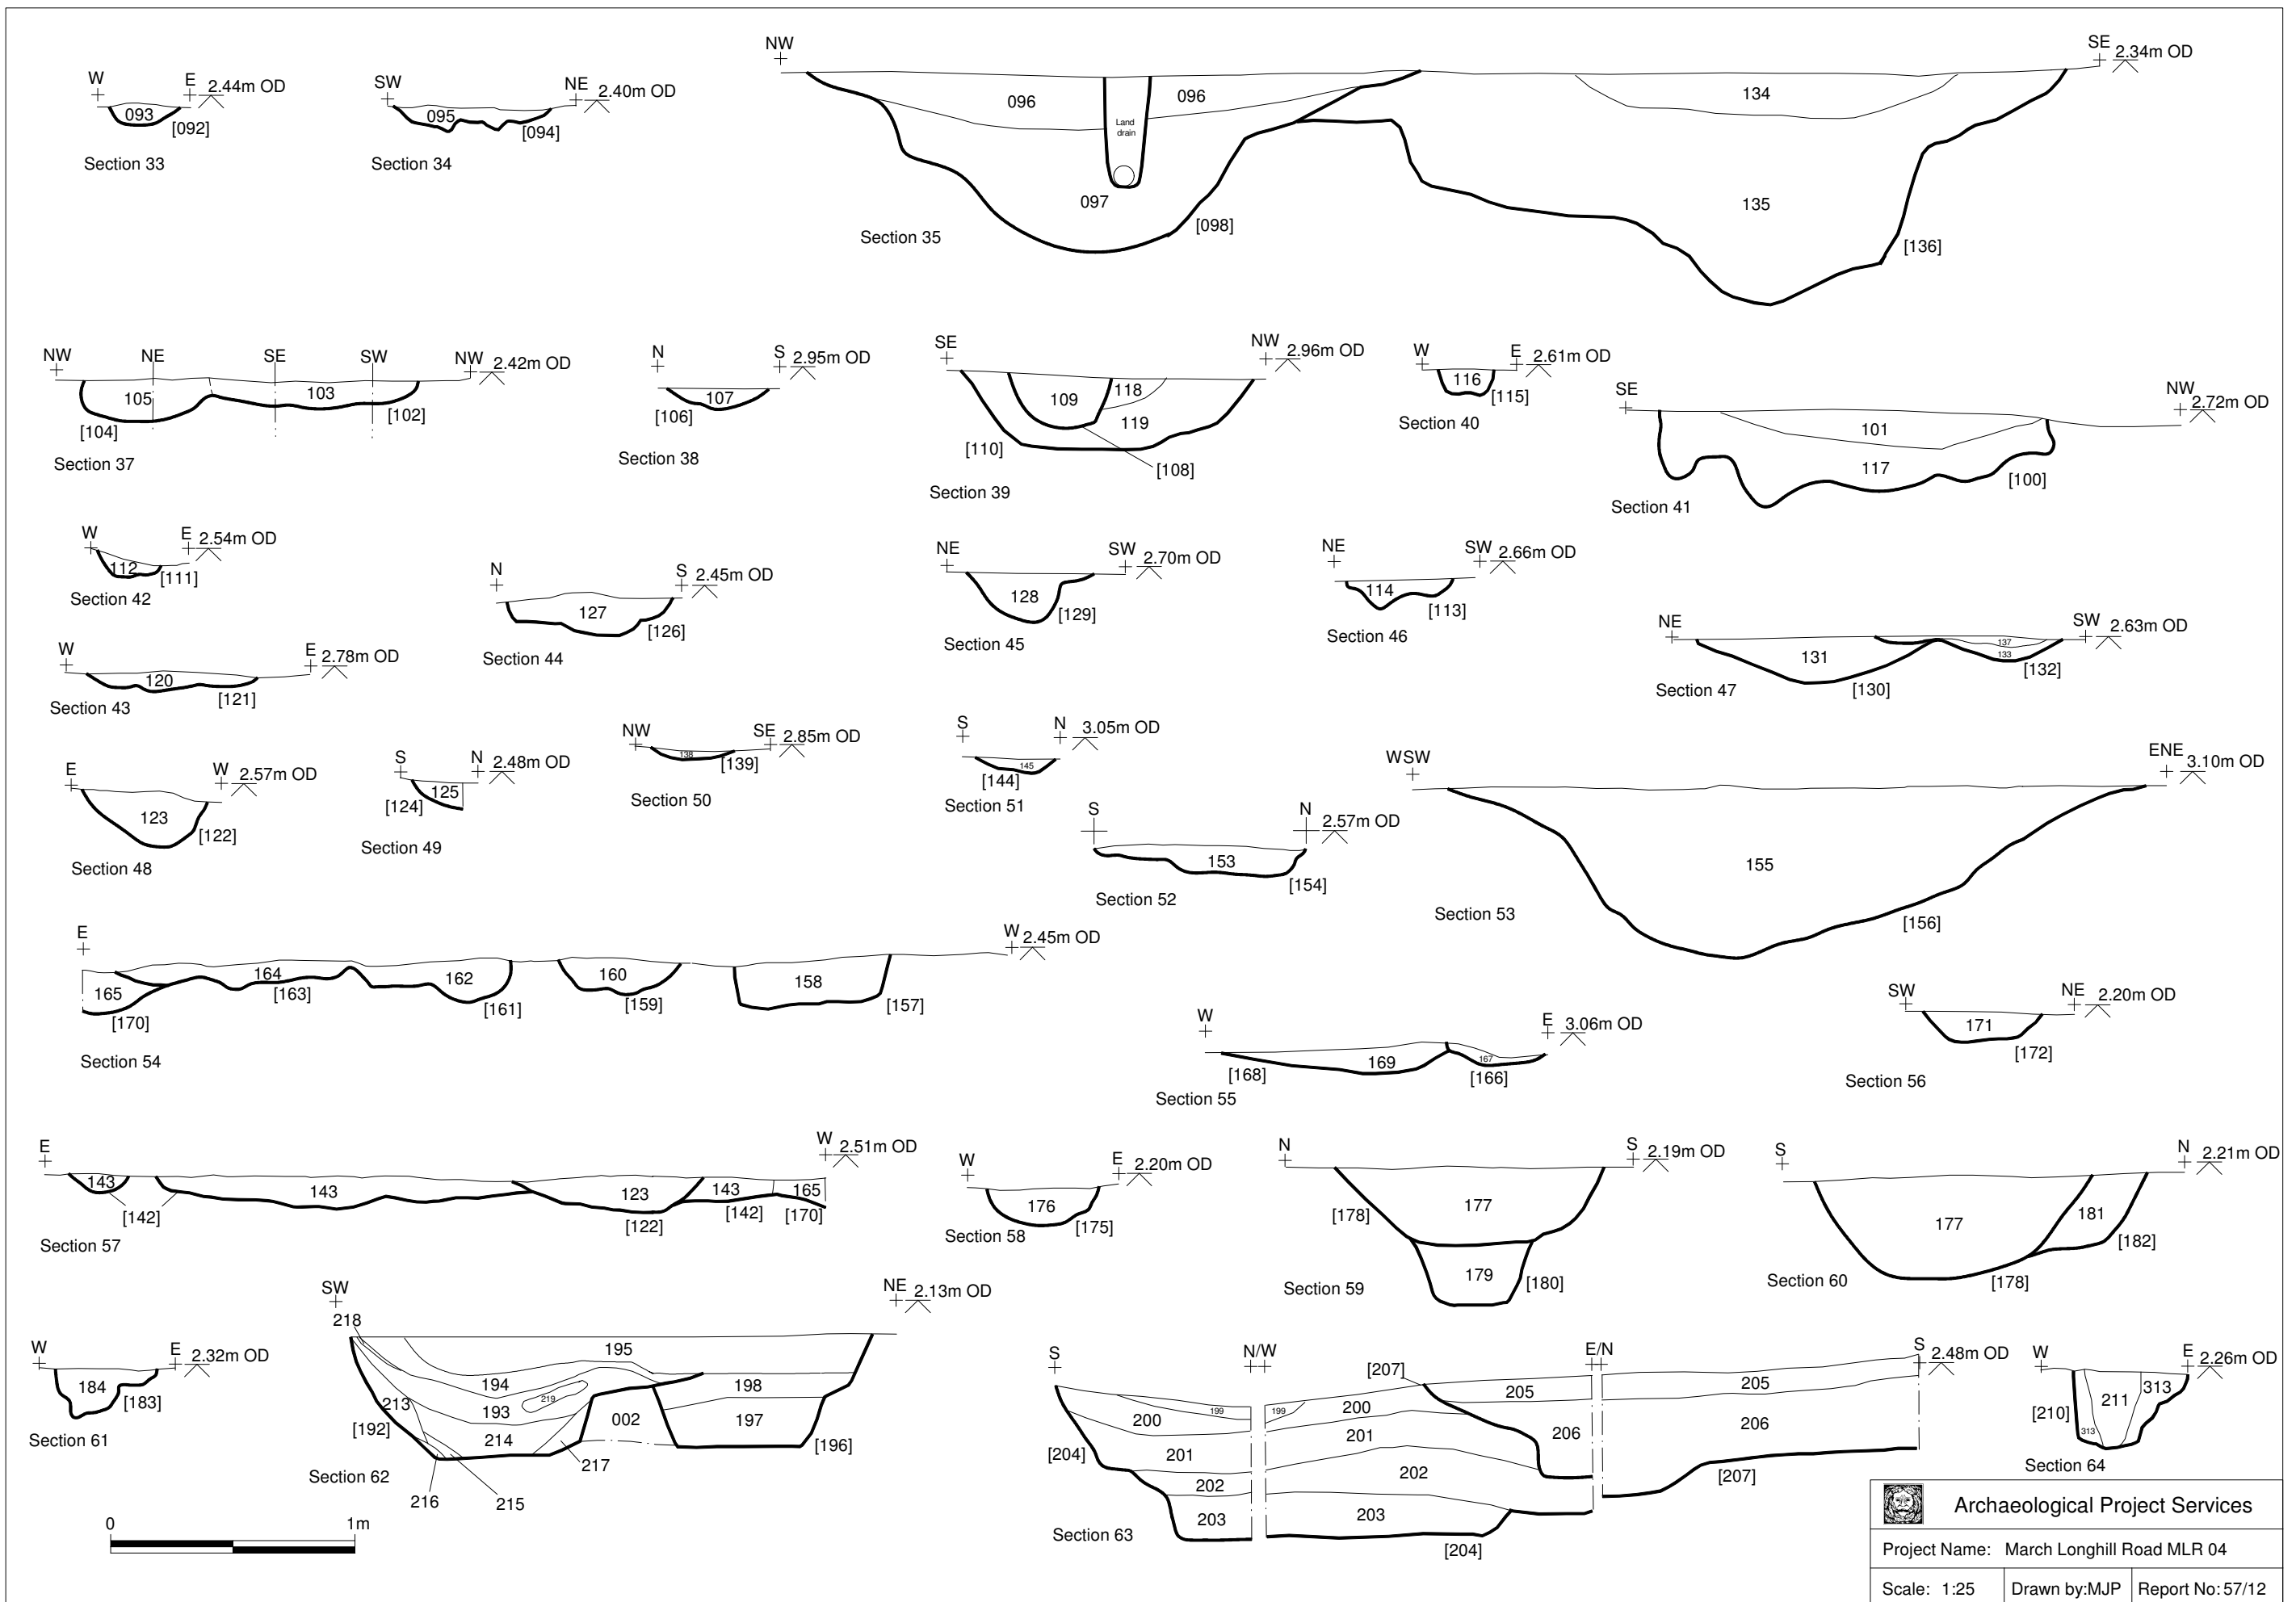 W E 2.44m OD
093
[092]
Section 33
SW NE 2.40m OD
095
[094]
Section 34
NW SE 2.34m OD
096 096 134
Land
drain
097 135
[098] [136]
Section 35
NW NE SE SW NW 2.42m OD
105 103
[104] [102]
Section 37
N S 2.95m OD
107
[106]
Section 38
SE NW 2.96m OD
109 118
119
[110] [108]
Section 39
W E 2.61m OD
116
[115]
Section 40
SE NW 2.72m OD
101
117
[100]
Section 41
W E 2.54m OD
112
[111]
Section 42
N S 2.45m OD
127
[126]
Section 44
NE SW 2.70m OD
128
[129]
Section 45
NE SW 2.66m OD
114
[113]
Section 46
W E 2.78m OD
120
[121]
Section 43
NE SW 2.63m OD
131 137
133
[130] [132]
Section 47
E W 2.57m OD
123
[122]
Section 48
S N 2.48m OD
125
[124]
Section 49
NW SE 2.85m OD
138
[139]
Section 50
S N 3.05m OD
145
[144]
Section 51
S N 2.57m OD
153
[154]
Section 52
WSW ENE 3.10m OD
155
[156]
Section 53
E W 2.45m OD
165 164 162 160 158
[170] [163] [161] [159] [157]
Section 54
W E 3.06m OD
169 167
[168] [166]
Section 55
SW NE 2.20m OD
171
[172]
Section 56
E W 2.51m OD
143 143 123 143 165
[142] [122] [142] [170]
Section 57
W E 2.20m OD
176
[175]
Section 58
N S 2.19m OD
177
[178]
179
[180]
Section 59
S N 2.21m OD
177 181
[182]
[178]
Section 60
W E 2.32m OD
184
[183]
Section 61
SW NE 2.13m OD
218
195
194 198
219
213 193 002 197
[192] 214 [196]
217
216 215
Section 62
S N/W E/N S 2.48m OD
[207]
199 199 205 205
200 200
201 201 206 206
[204]
202 202
203 203
[207]
[204]
Section 63
W E 2.26m OD
211 313
[210]
313
Section 64
0 1m
Archaeological Project Services
Project Name: March Longhill Road MLR 04
Scale: 1:25 Drawn by:MJP Report No: 57/12